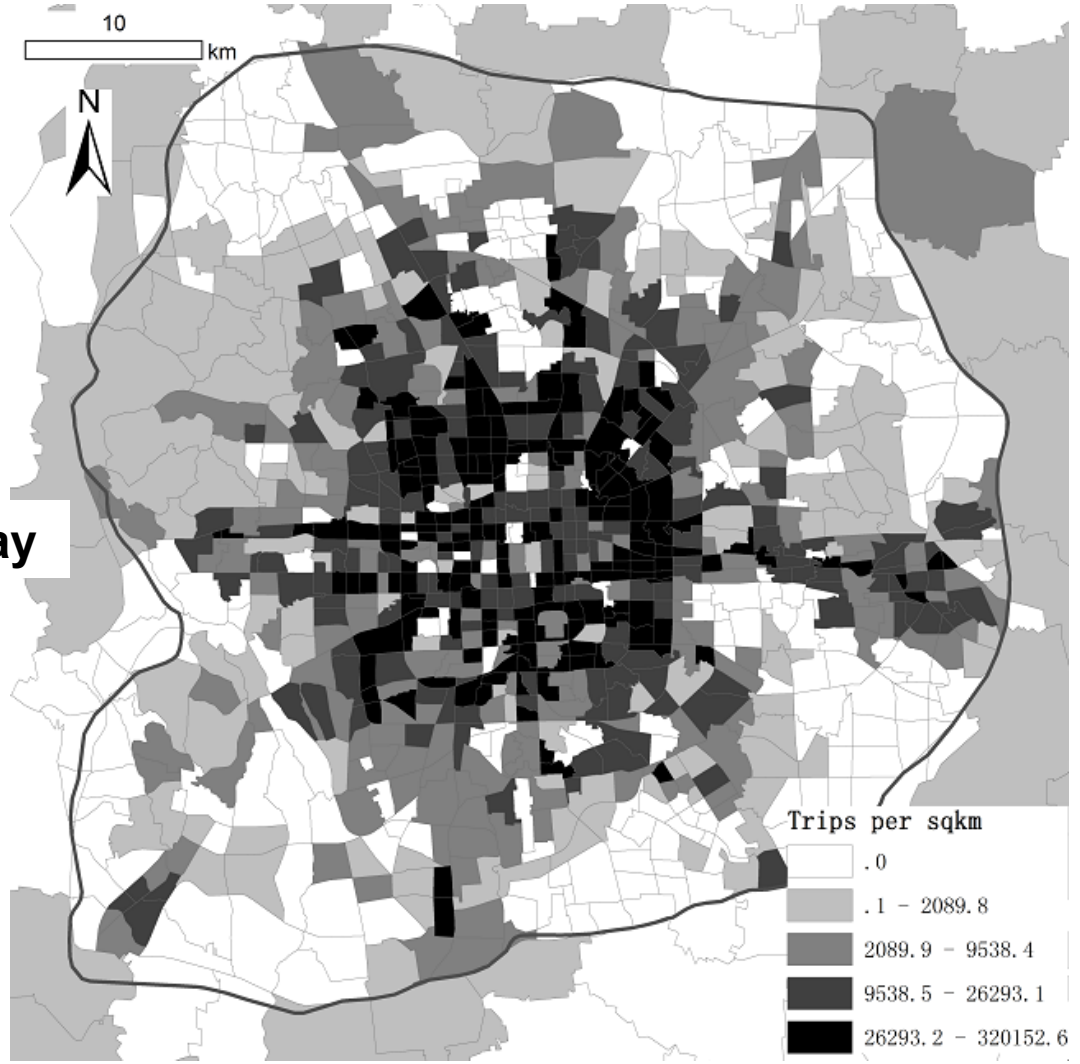 10
km
N
ay
Trips per sqkm
.0
.1 - 2089.8
2089.9 - 9538.4
9538.5 - 26293.1
26293.2 - 320152.6